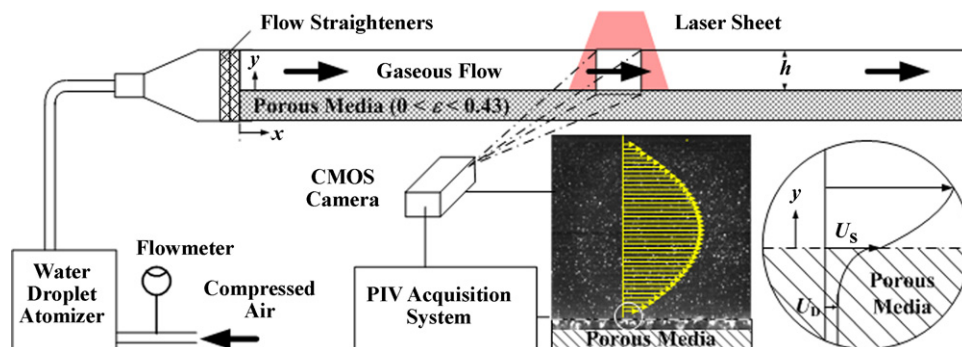 Flow Straighteners
Laser Sheet
y
Gaseous Flow
h
Porous Media (0 < ε < 0.43)
x
CMOS
Camera
y
Flowmeter
U_S
Water
Droplet
Atomizer
Compressed
Air
PIV Acquisition
System
Porous
Media
U_D
Porous Media